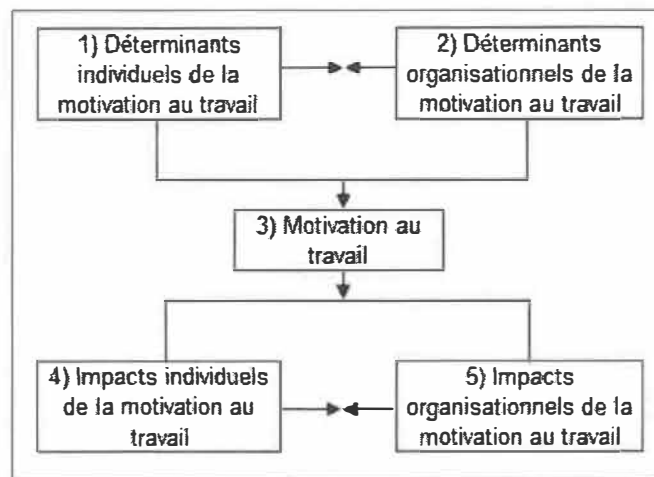 1) Déterminants
individuels de la
motivation au travail
2) Déterminants
organisationnels de la
motivation au travail
3) Motivation au
travail
4) Impacts individuels
de la motivation au
travail
5) Impacts
organisationnels de la
motivation au travail